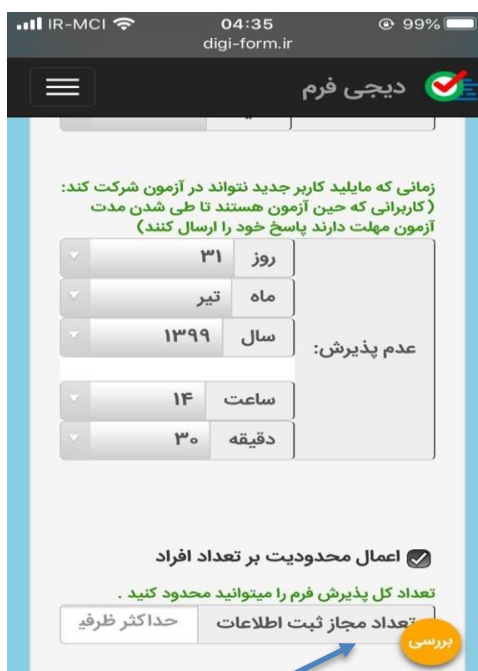 IR-MCI 04:35 99%
digi-form.ir
دیجی فرم
زمانی که مایلید کاربر جدید نتواند در آزمون شرکت کند:
(کاربرانی که حین آزمون هستند تا طی شدن مدت
آزمون مهلت دارند پاسخ خود را ارسال کنند)
عدم پذیرش:
روز ۳۱
ماه تیر
سال ۱۳۹۹
ساعت ۱۴
دقیقه ۳۰
اعمال محدودیت بر تعداد افراد
تعداد کل پذیرش فرم را میتوانید محدود کنید .
تعداد مجاز ثبت اطلاعات حداکثر ظرفی
بررسی